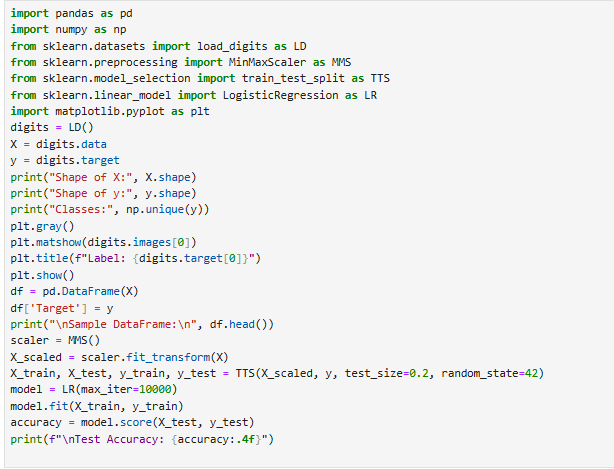 import pandas as pd
import numpy as np
from sklearn.datasets import load_digits as LD
from sklearn.preprocessing import MinMaxScaler as MMS
from sklearn.model_selection import train_test_split as TTS
from sklearn.linear_model import LogisticRegression as LR
import matplotlib.pyplot as plt
digits = LD()
X = digits.data
y = digits.target
print("Shape of X:", X.shape)
print("Shape of y:", y.shape)
print("Classes:", np.unique(y))
plt.gray()
plt.matshow(digits.images[0])
plt.title(f"Label: {digits.target[0]}")
plt.show()
df = pd.DataFrame(X)
df['Target'] = y
print("\nSample DataFrame:\n", df.head())
scaler = MMS()
X_scaled = scaler.fit_transform(X)
X_train, X_test, y_train, y_test = TTS(X_scaled, y, test_size=0.2, random_state=42)
model = LR(max_iter=10000)
model.fit(X_train, y_train)
accuracy = model.score(X_test, y_test)
print(f"\nTest Accuracy: {accuracy:.4f}")